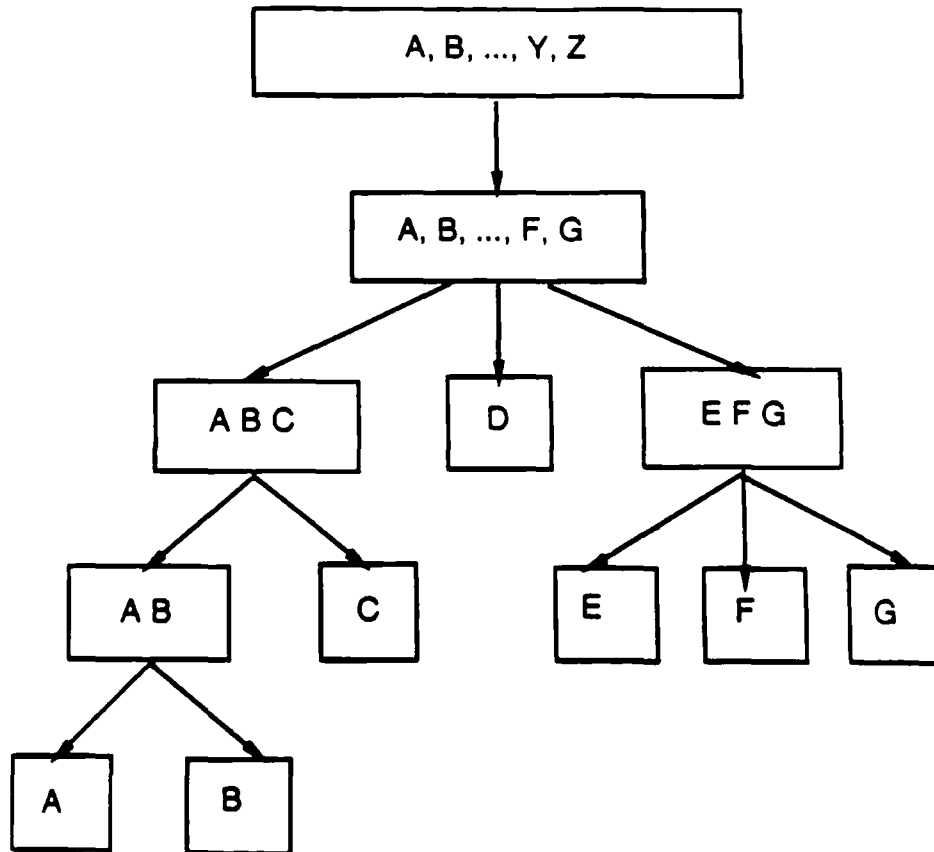 A, B, ..., Y, Z
A, B, ..., F, G
A B C
D
E F G
A B
C
E
F
G
A
B